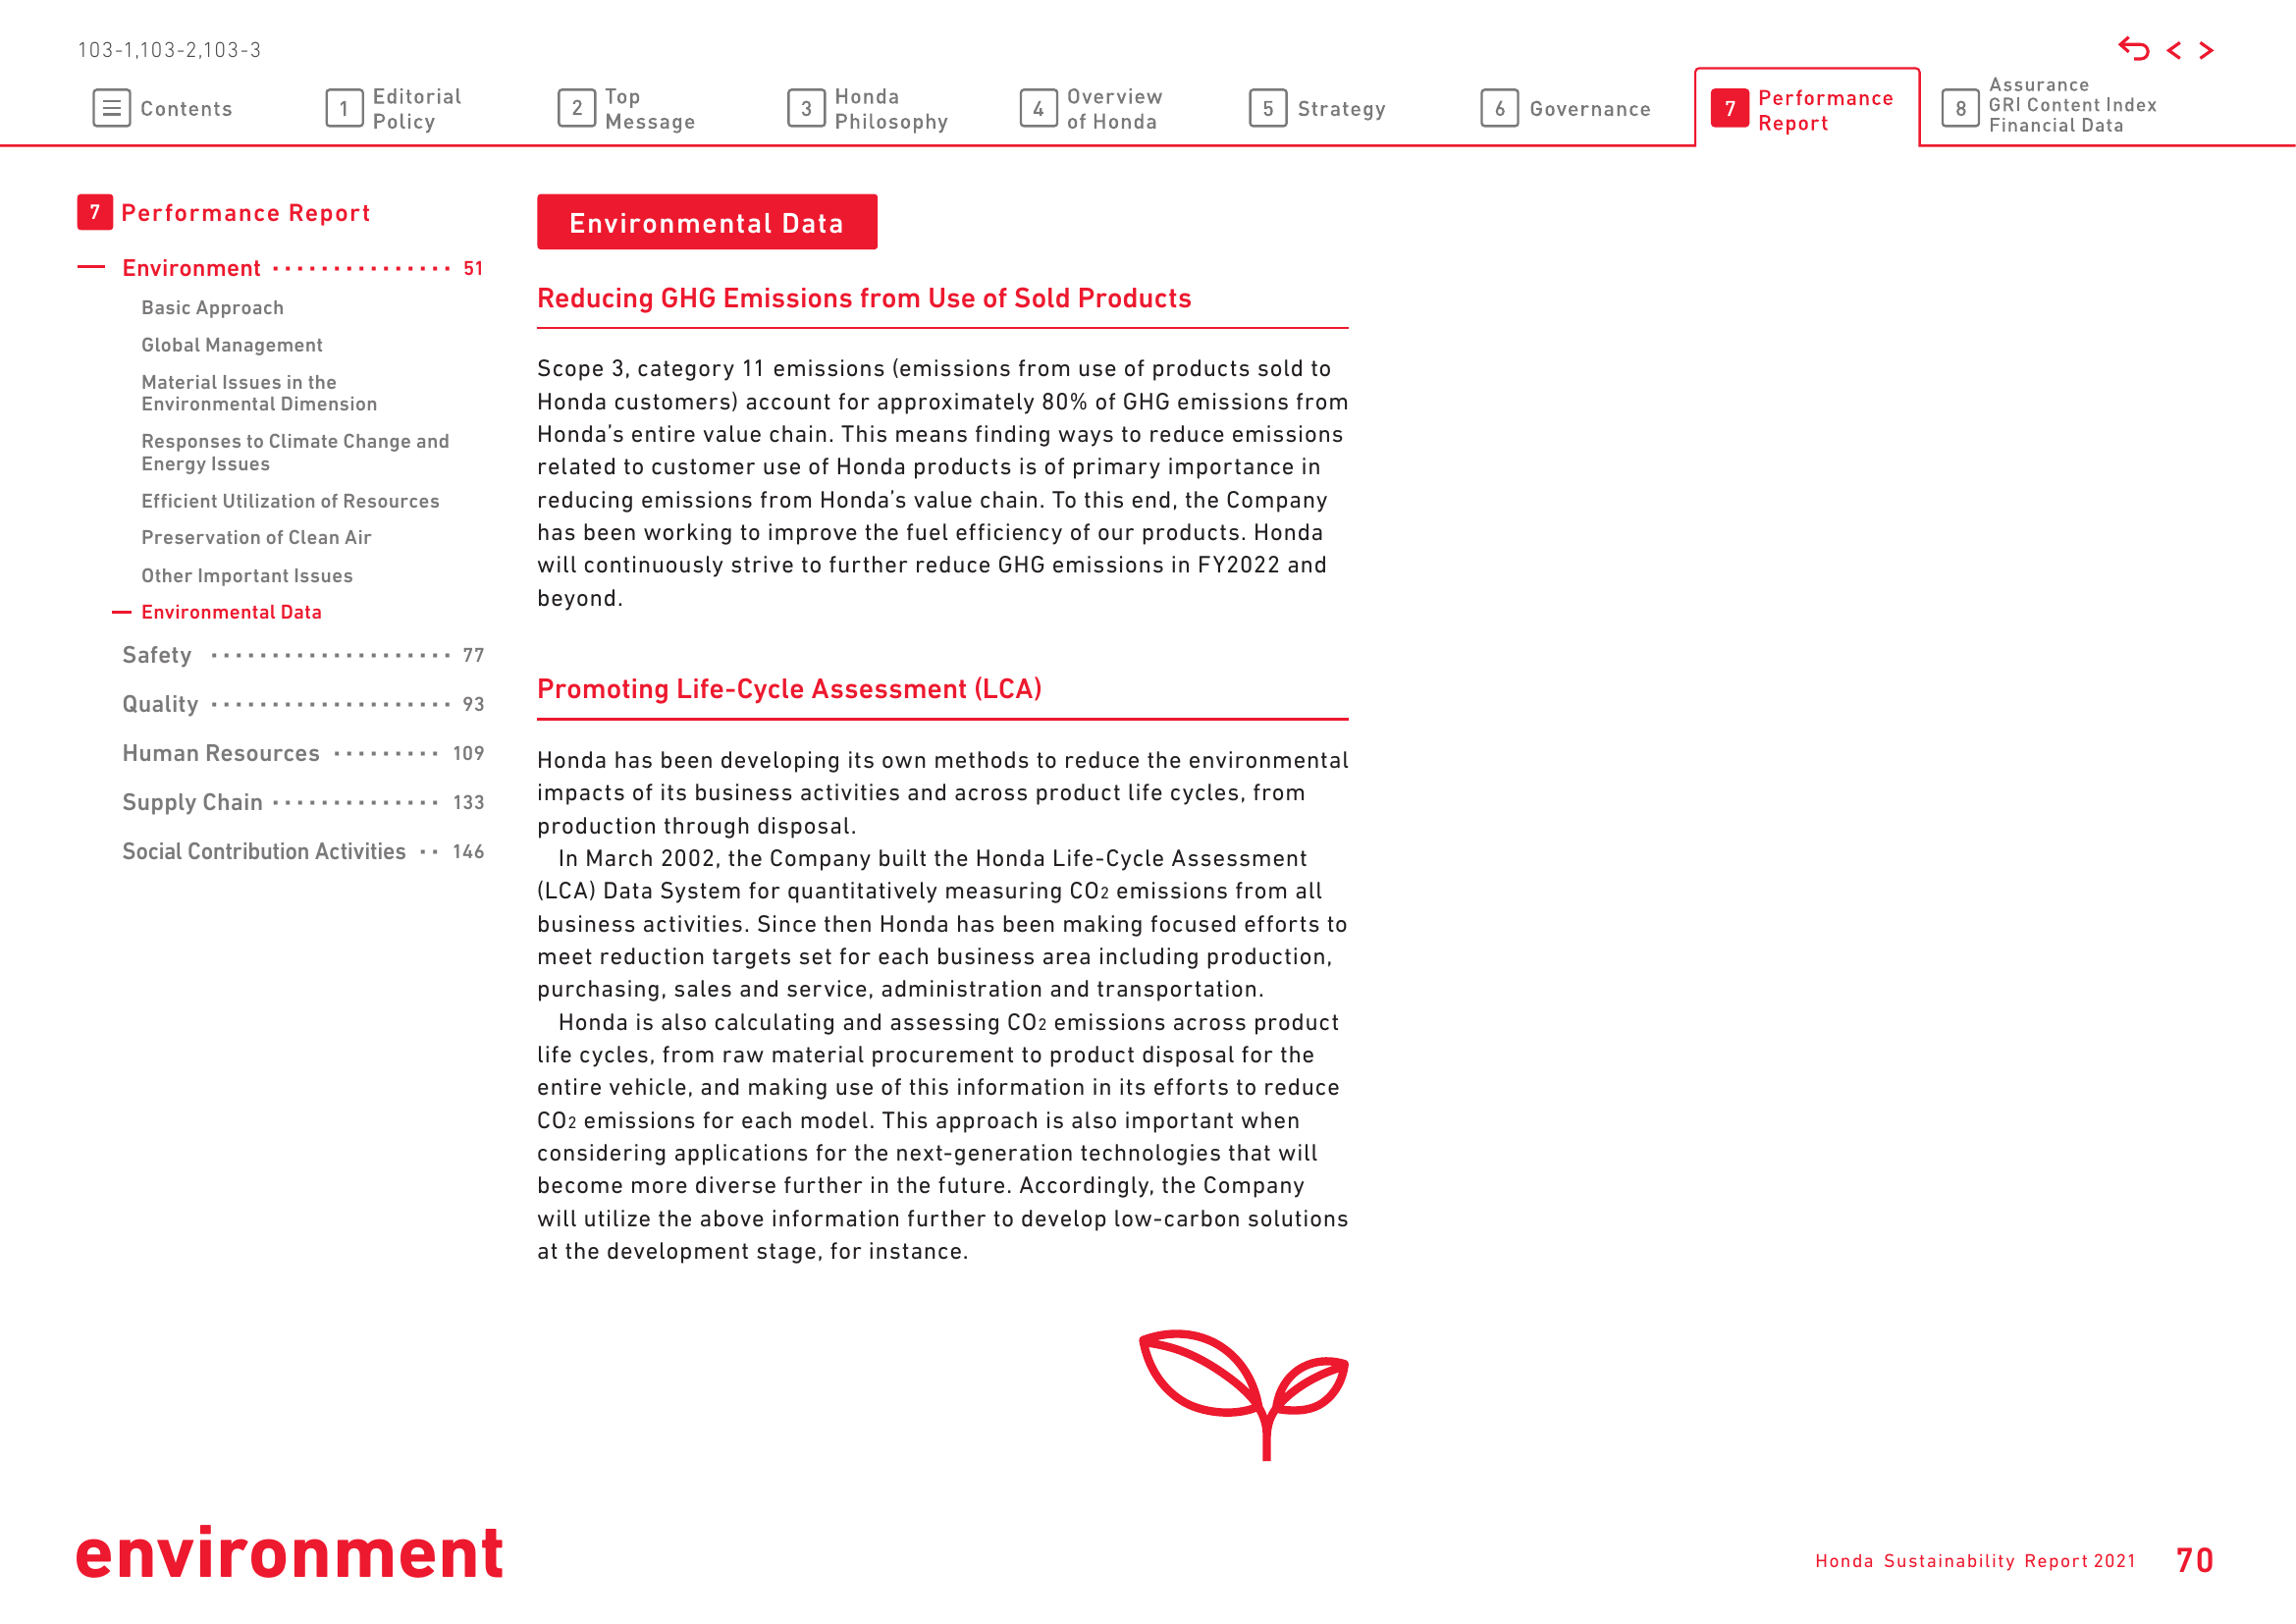 103-1,103-2,103-3
Contents
1 Editorial
Policy
2 Top
Message
3 Honda
Philosophy
4 Overview
of Honda
5 Strategy
6 Governance
7 Performance
Report
8 Assurance
GRI Content Index
Financial Data
7 Performance Report
Environment ··············· 51
Basic Approach
Global Management
Material Issues in the
Environmental Dimension
Responses to Climate Change and
Energy Issues
Efficient Utilization of Resources
Preservation of Clean Air
Other Important Issues
Environmental Data
Safety ···················· 77
Quality ···················· 93
Human Resources ········· 109
Supply Chain ·············· 133
Social Contribution Activities ·· 146
Environmental Data
Reducing GHG Emissions from Use of Sold Products
Scope 3, category 11 emissions (emissions from use of products sold to
Honda customers) account for approximately 80% of GHG emissions from
Honda's entire value chain. This means finding ways to reduce emissions
related to customer use of Honda products is of primary importance in
reducing emissions from Honda's value chain. To this end, the Company
has been working to improve the fuel efficiency of our products. Honda
will continuously strive to further reduce GHG emissions in FY2022 and
beyond.
Promoting Life-Cycle Assessment (LCA)
Honda has been developing its own methods to reduce the environmental
impacts of its business activities and across product life cycles, from
production through disposal.
In March 2002, the Company built the Honda Life-Cycle Assessment
(LCA) Data System for quantitatively measuring CO2 emissions from all
business activities. Since then Honda has been making focused efforts to
meet reduction targets set for each business area including production,
purchasing, sales and service, administration and transportation.
Honda is also calculating and assessing CO2 emissions across product
life cycles, from raw material procurement to product disposal for the
entire vehicle, and making use of this information in its efforts to reduce
CO2 emissions for each model. This approach is also important when
considering applications for the next-generation technologies that will
become more diverse further in the future. Accordingly, the Company
will utilize the above information further to develop low-carbon solutions
at the development stage, for instance.
environment
Honda Sustainability Report 2021 70